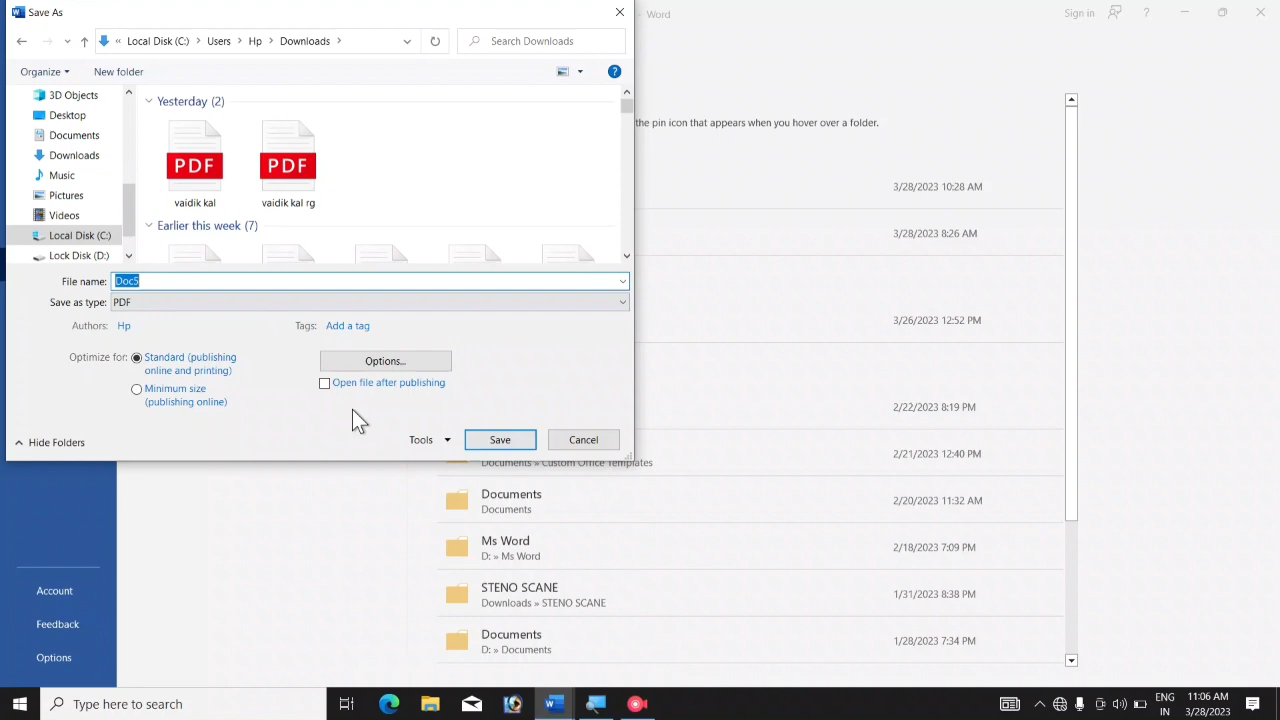 Save As
Word
Sign in
?
« Local Disk (C:) > Users > Hp > Downloads >
Search Downloads
Organize
New folder
?
3D Objects
Desktop
Documents
Downloads
Music
Pictures
Videos
Local Disk (C:)
Lock Disk (D:)
Yesterday (2)
PDF
PDF
vaidik kal
vaidik kal rg
Earlier this week (7)
File name: Doc5
Save as type: PDF
Authors: Hp
Tags: Add a tag
Optimize for: Standard (publishing
online and printing)
Minimum size
(publishing online)
Options...
Open file after publishing
Hide Folders
Tools
Save
Cancel
the pin icon that appears when you hover over a folder.
3/28/2023 10:28 AM
3/28/2023 8:26 AM
3/26/2023 12:52 PM
2/22/2023 8:19 PM
Documents » Custom Office Templates
2/21/2023 12:40 PM
Documents
Documents
2/20/2023 11:32 AM
Ms Word
D: » Ms Word
2/18/2023 7:09 PM
STENO SCANE
Downloads » STENO SCANE
1/31/2023 8:38 PM
Documents
D: » Documents
1/28/2023 7:34 PM
Account
Feedback
Options
Type here to search
ENG
IN
11:06 AM
3/28/2023